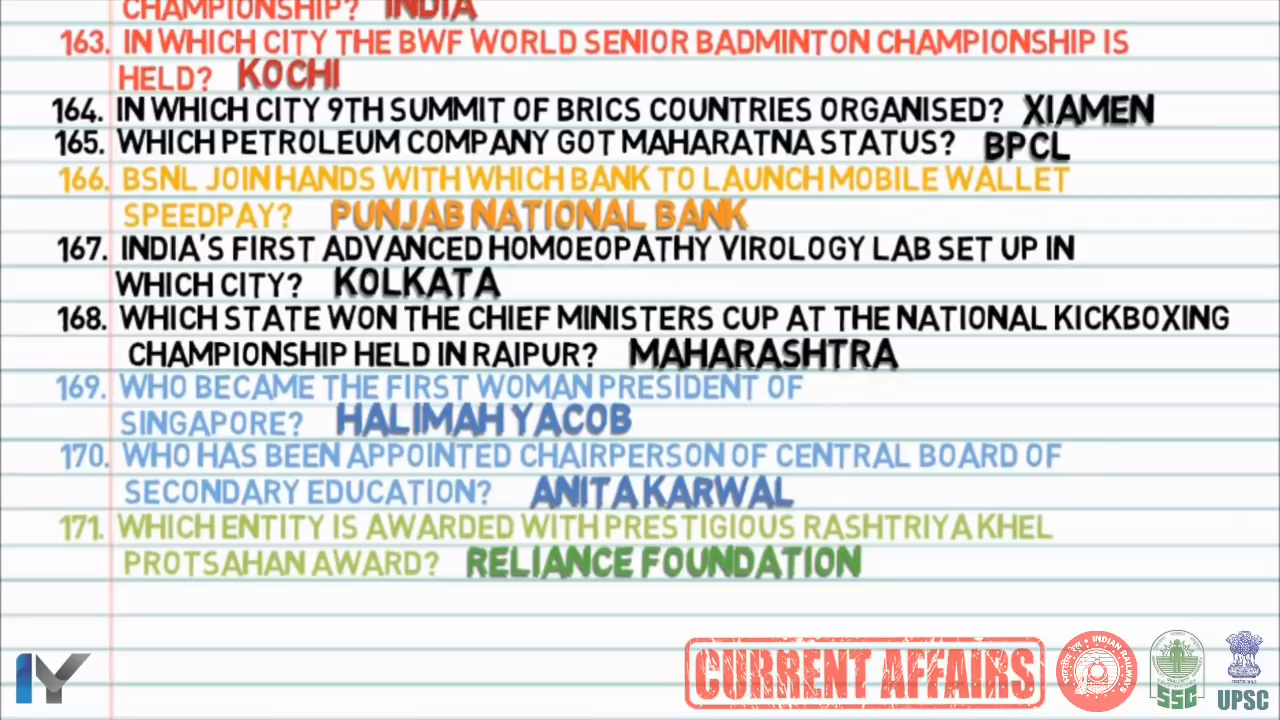 CHAMPIONSHIP? INDIA
163. IN WHICH CITY THE BWF WORLD SENIOR BADMINTON CHAMPIONSHIP IS
HELD? KOCHI
164. IN WHICH CITY 9TH SUMMIT OF BRICS COUNTRIES ORGANISED? XIAMEN
165. WHICH PETROLEUM COMPANY GOT MAHARATNA STATUS? BPCL
166. BSNL JOIN HANDS WITH WHICH BANK TO LAUNCH MOBILE WALLET
SPEEDPAY? PUNJAB NATIONAL BANK
167. INDIA'S FIRST ADVANCED HOMOEOPATHY VIROLOGY LAB SET UP IN
WHICH CITY? KOLKATA
168. WHICH STATE WON THE CHIEF MINISTERS CUP AT THE NATIONAL KICKBOXING
CHAMPIONSHIP HELD IN RAIPUR? MAHARASHTRA
169. WHO BECAME THE FIRST WOMAN PRESIDENT OF
SINGAPORE? HALIMAH YACOB
170. WHO HAS BEEN APPOINTED CHAIRPERSON OF CENTRAL BOARD OF
SECONDARY EDUCATION? ANITA KARWAL
171. WHICH ENTITY IS AWARDED WITH PRESTIGIOUS RASHTRIYA KHEL
PROTSAHAN AWARD? RELIANCE FOUNDATION
IY
CURRENT AFFAIRS
INDIAN RAILWAYS
SSC
UPSC